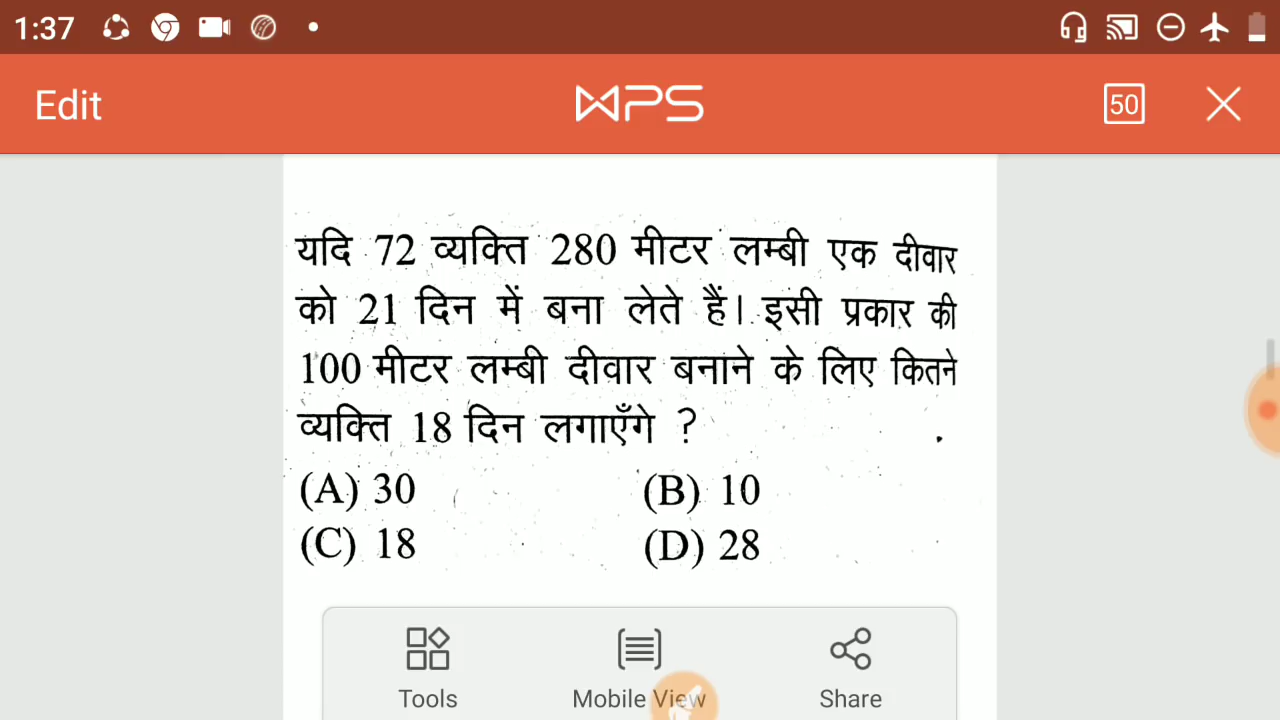 1:37
Edit
WPS
50
यदि 72 व्यक्ति 280 मीटर लम्बी एक दीवार
को 21 दिन में बना लेते हैं। इसी प्रकार की
100 मीटर लम्बी दीवार बनाने के लिए कितने
व्यक्ति 18 दिन लगाएँगे ?
(A) 30 (B) 10
(C) 18 (D) 28
Tools Mobile View Share